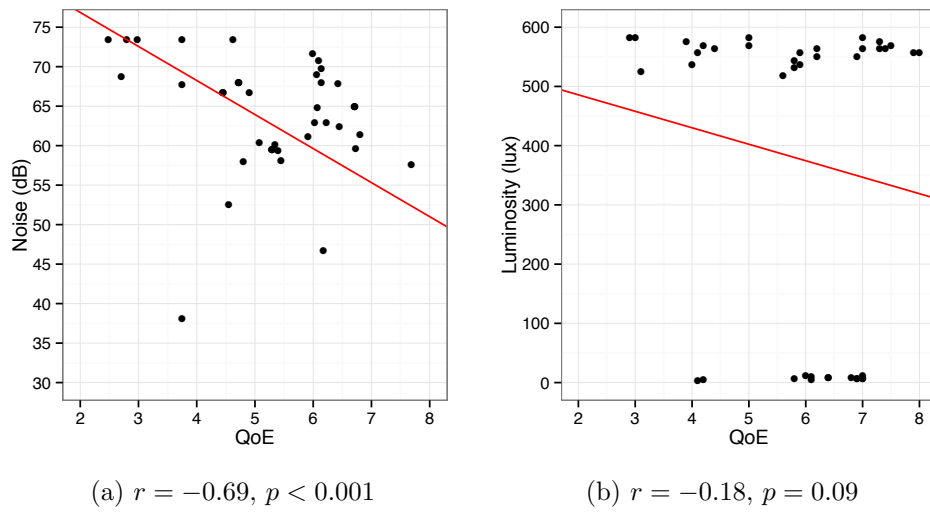 75
70
65
60
55
50
45
40
35
30
Noise (dB)
2 3 4 5 6 7 8
QoE
600
500
400
300
200
100
0
Luminosity (lux)
2 3 4 5 6 7 8
QoE
(a) r = −0.69, p < 0.001
(b) r = −0.18, p = 0.09